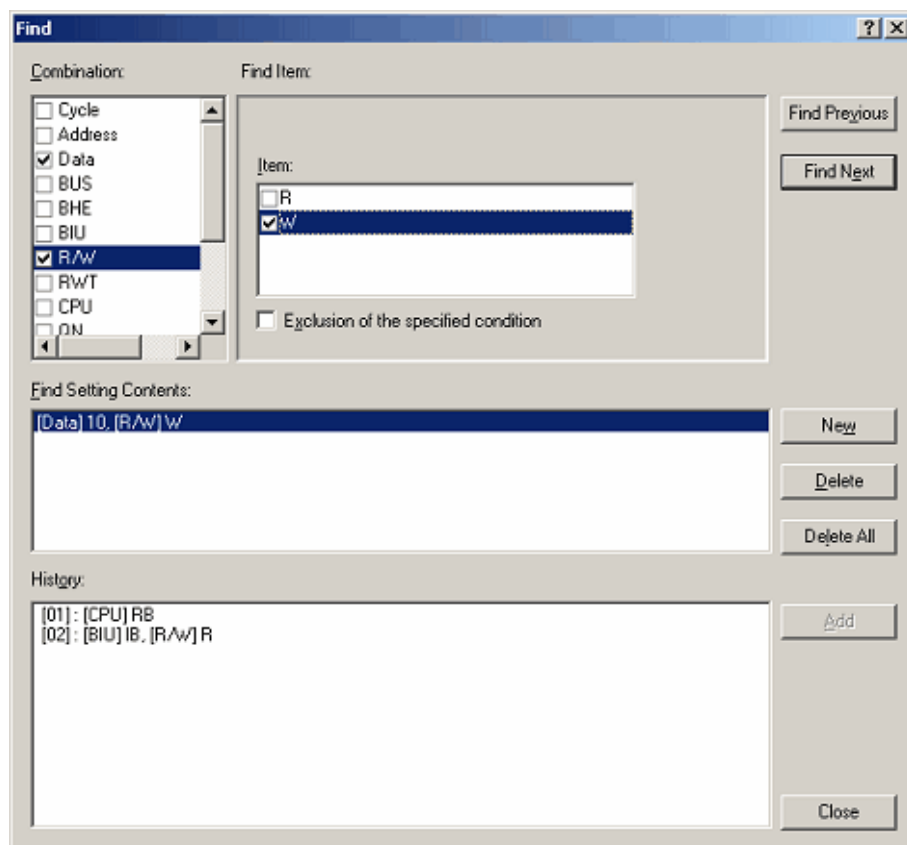 Find
Combination:
Find Item:
Cycle
Address
Data
BUS
BHE
BIU
R/W
RWT
CPU
QN
Item:
R
W
Exclusion of the specified condition
Find Previous
Find Next
Find Setting Contents:
[Data] 10, [R/W] W
New
Delete
Delete All
History:
[01] : [CPU] RB
[02] : [BIU] IB, [R/W] R
Add
Close